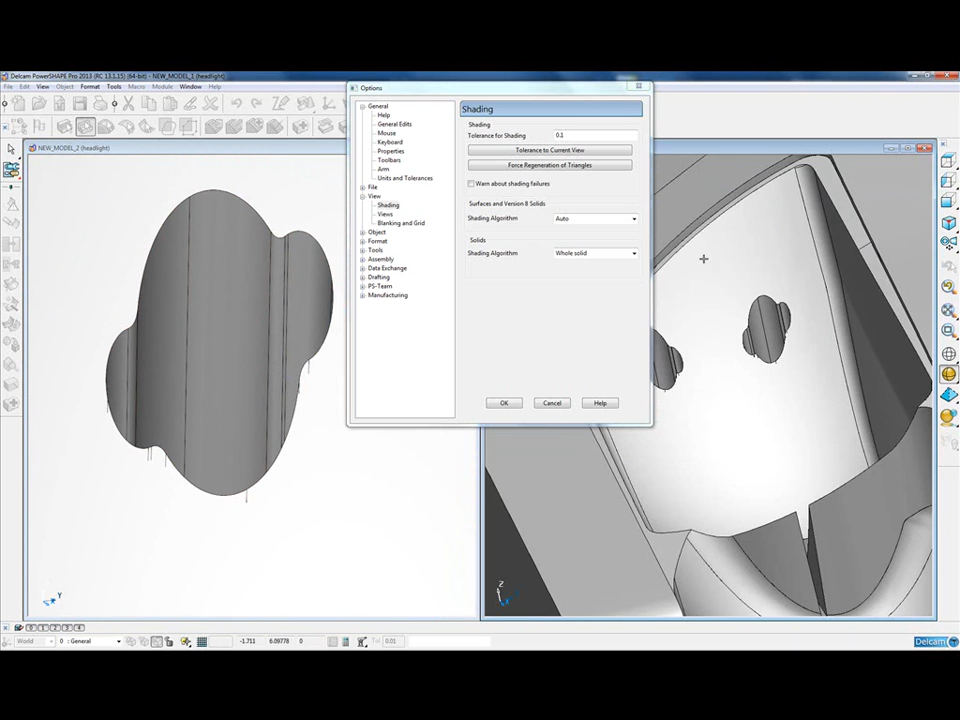 Delcam PowerSHAPE Pro 2013 (RC 13.1.15) (64-bit) - NEW_MODEL_1 (headlight)
File Edit View Object Format Tools Macro Module Window Help
NEW_MODEL_2 (headlight)
Options
General
Help
General Edits
Mouse
Keyboard
Properties
Toolbars
Arm
Units and Tolerances
File
View
Shading
Views
Blanking and Grid
Object
Format
Tools
Assembly
Data Exchange
Drafting
PS-Team
Manufacturing
Shading
Shading
Tolerance for Shading 0.1
Tolerance to Current View
Force Regeneration of Triangles
Warn about shading failures
Surfaces and Version 8 Solids
Shading Algorithm Auto
Solids
Shading Algorithm Whole solid
OK Cancel Help
Y
Z
World 0 : General -1.711 6.09778 0 Tol 0.01 Delcam